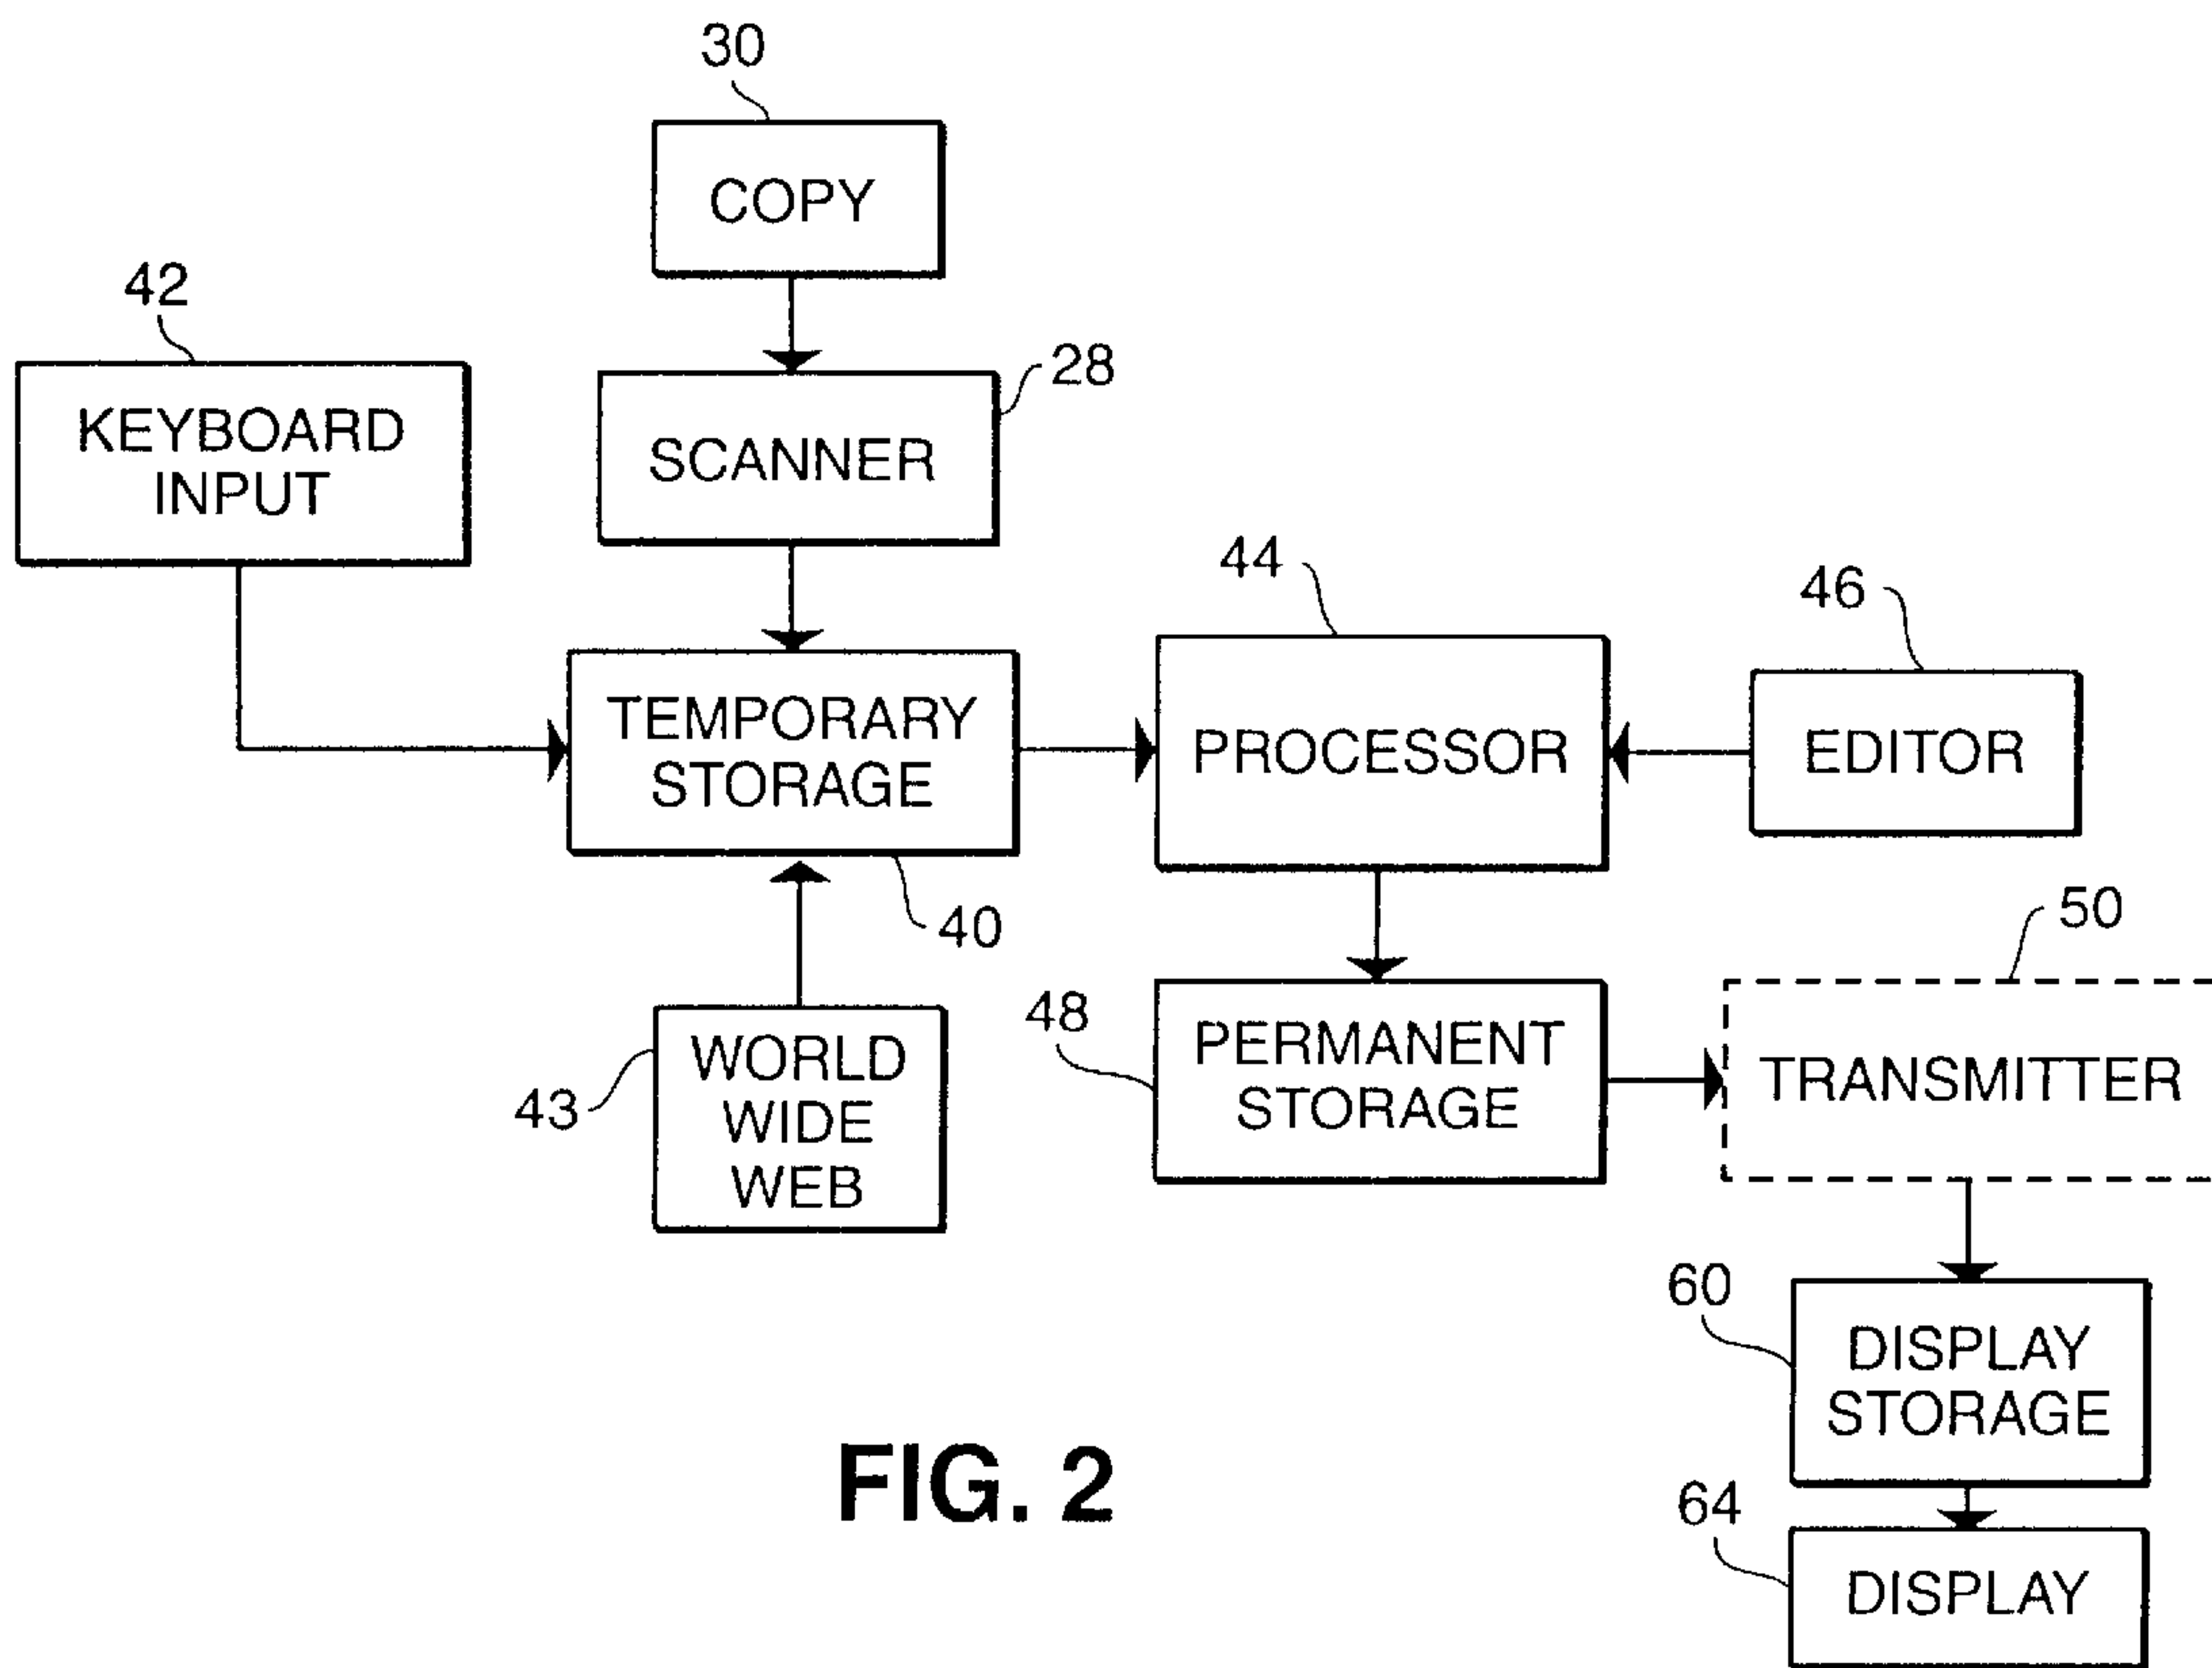 30
COPY
42
KEYBOARD
INPUT
28
SCANNER
44
46
TEMPORARY
STORAGE
PROCESSOR
EDITOR
40
50
43
WORLD
WIDE
WEB
48
PERMANENT
STORAGE
TRANSMITTER
60
DISPLAY
STORAGE
64
DISPLAY
FIG. 2